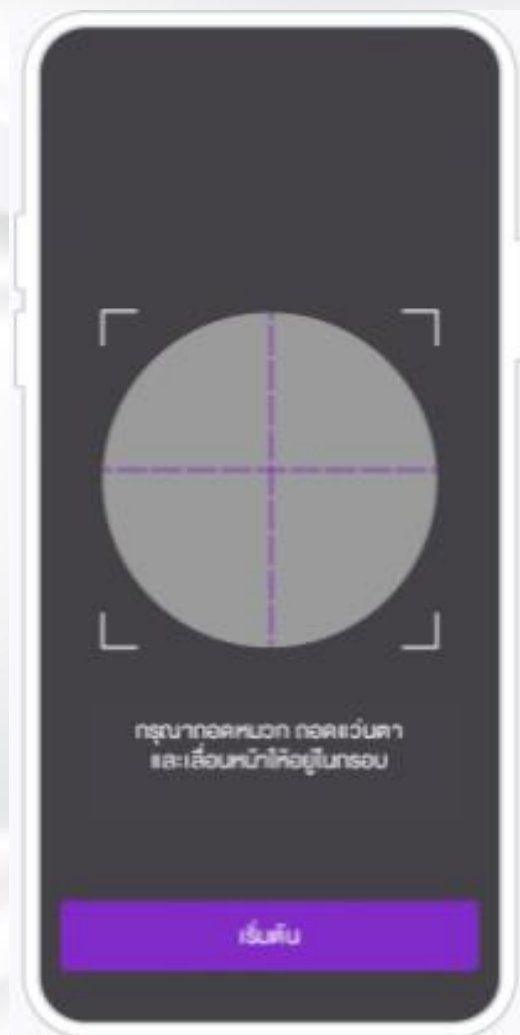 กรุณาถอดหมวก ถอดแว่นตา
และเลื่อนหน้าให้อยู่ในกรอบ
เริ่มต้น